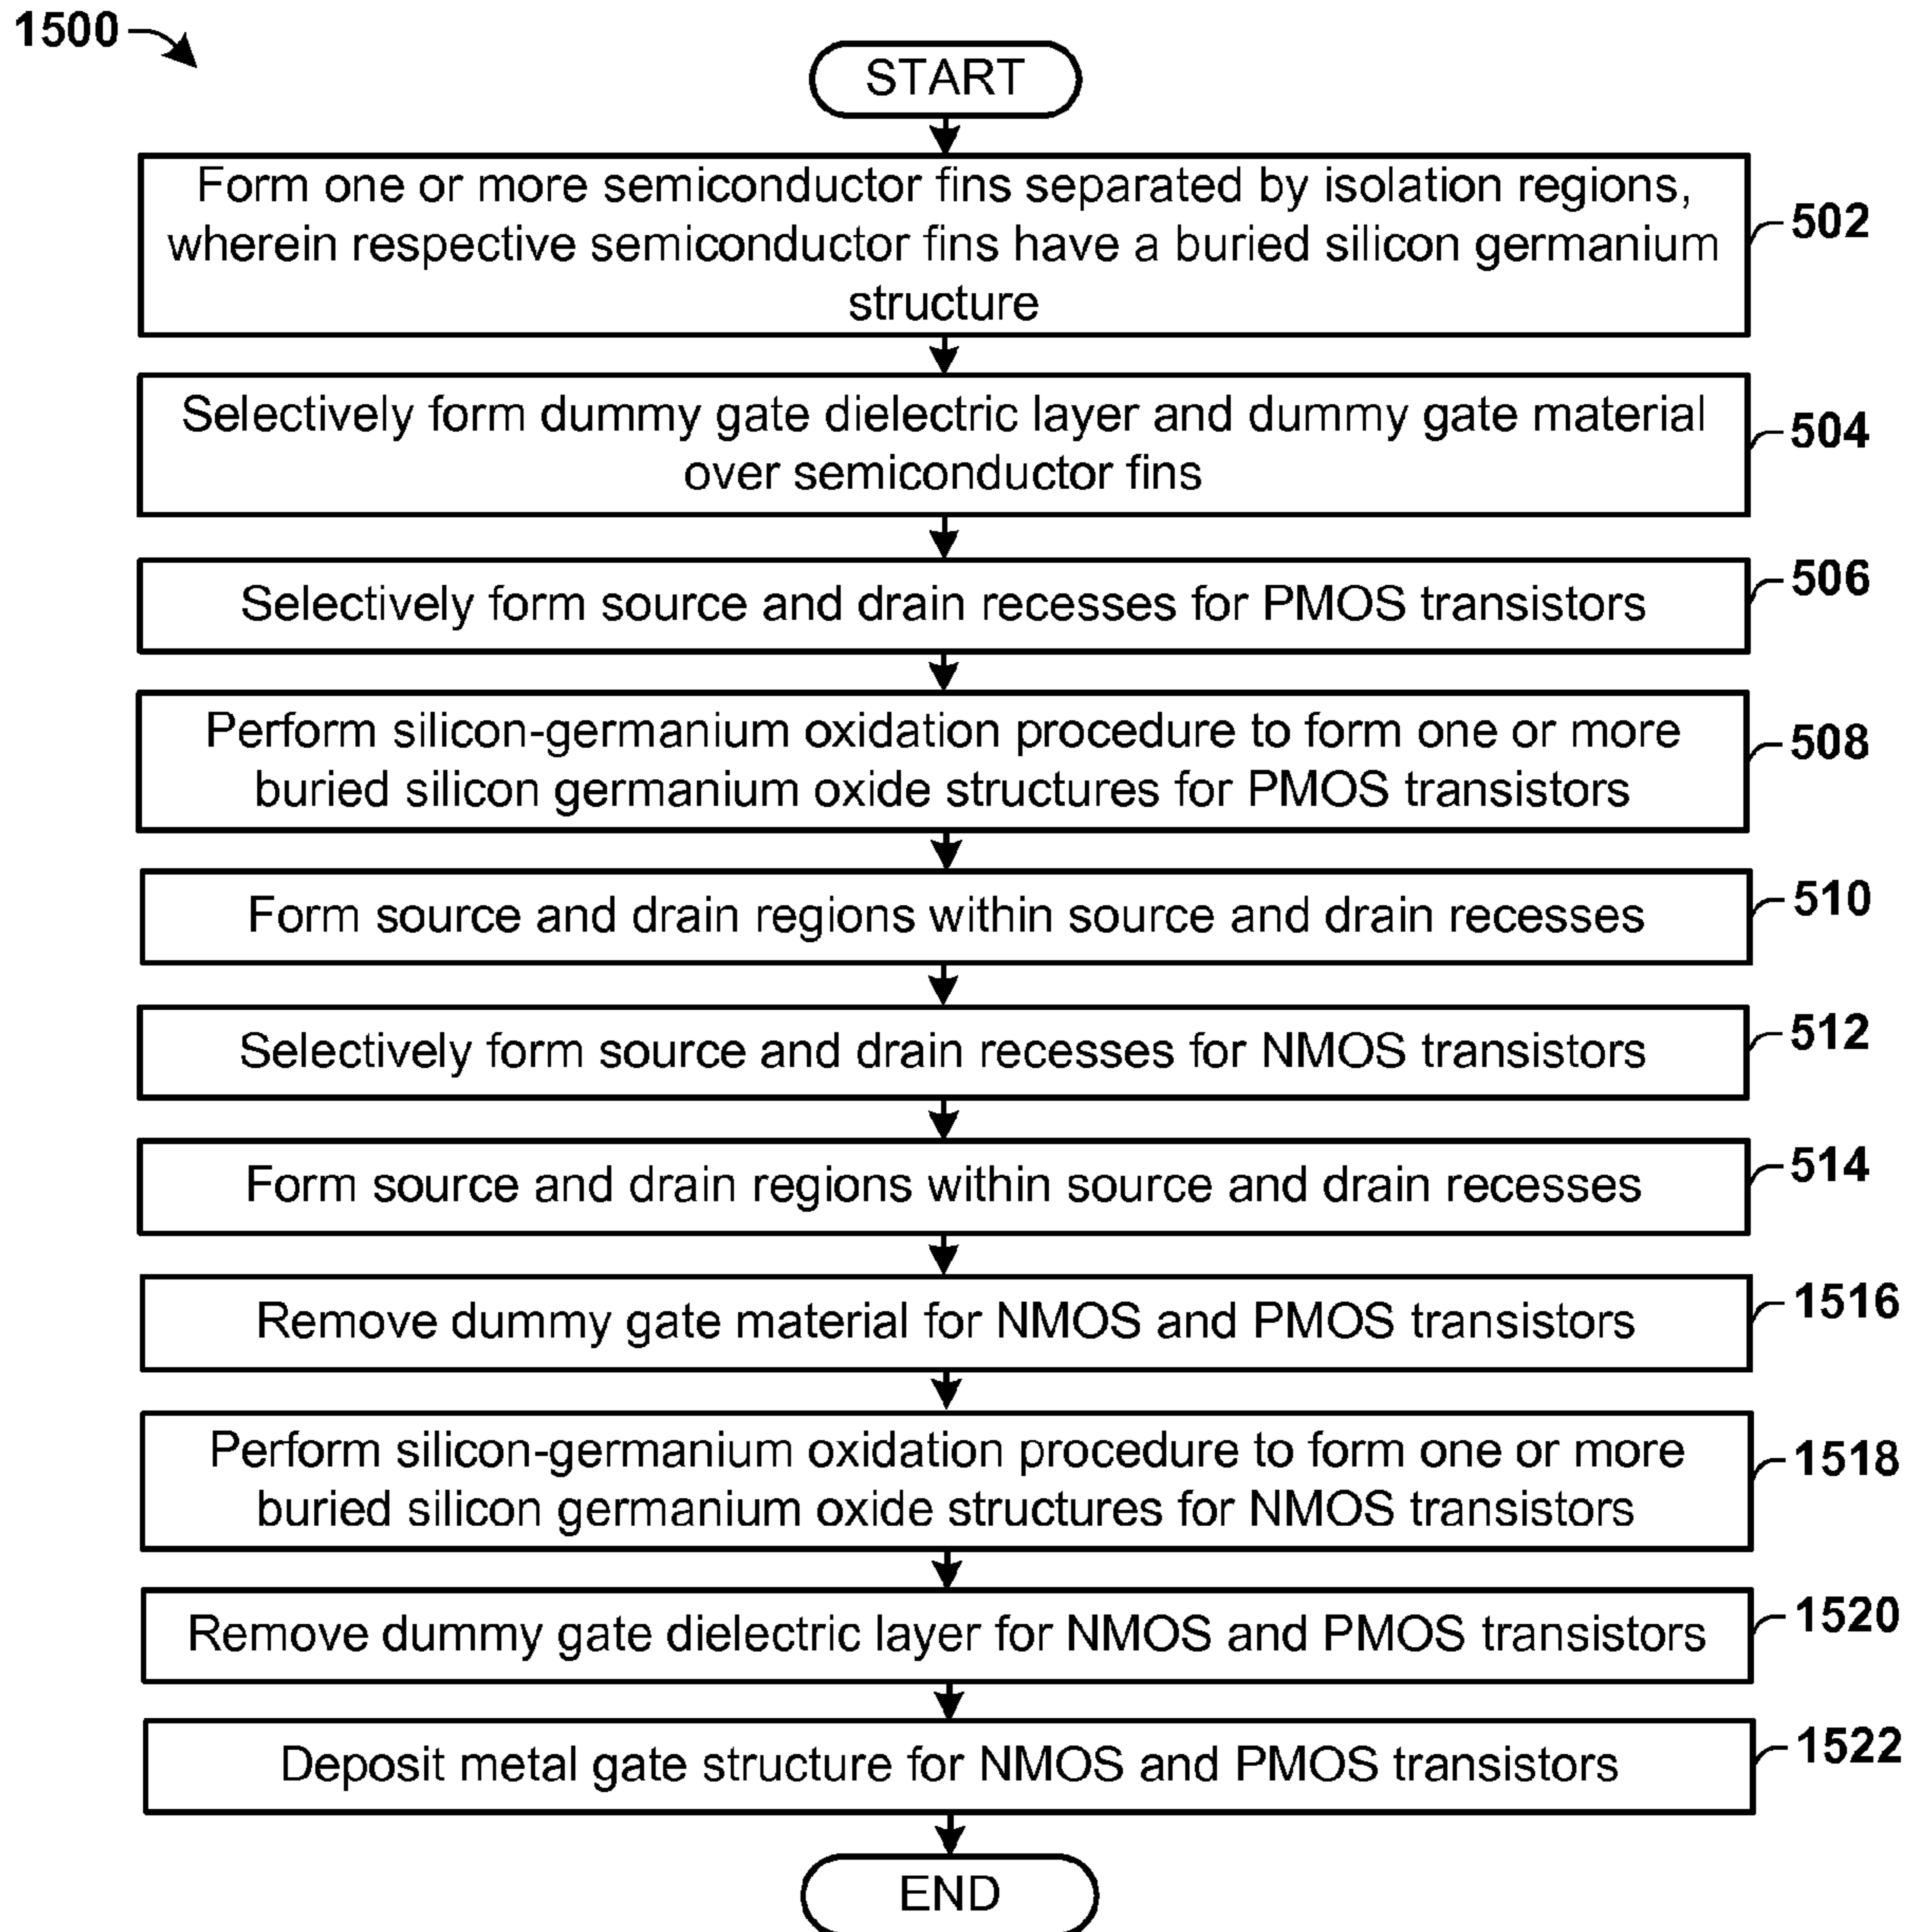 1500
START
Form one or more semiconductor fins separated by isolation regions,
wherein respective semiconductor fins have a buried silicon germanium
structure
502
Selectively form dummy gate dielectric layer and dummy gate material
over semiconductor fins
504
Selectively form source and drain recesses for PMOS transistors
506
Perform silicon-germanium oxidation procedure to form one or more
buried silicon germanium oxide structures for PMOS transistors
508
Form source and drain regions within source and drain recesses
510
Selectively form source and drain recesses for NMOS transistors
512
Form source and drain regions within source and drain recesses
514
Remove dummy gate material for NMOS and PMOS transistors
1516
Perform silicon-germanium oxidation procedure to form one or more
buried silicon germanium oxide structures for NMOS transistors
1518
Remove dummy gate dielectric layer for NMOS and PMOS transistors
1520
Deposit metal gate structure for NMOS and PMOS transistors
1522
END